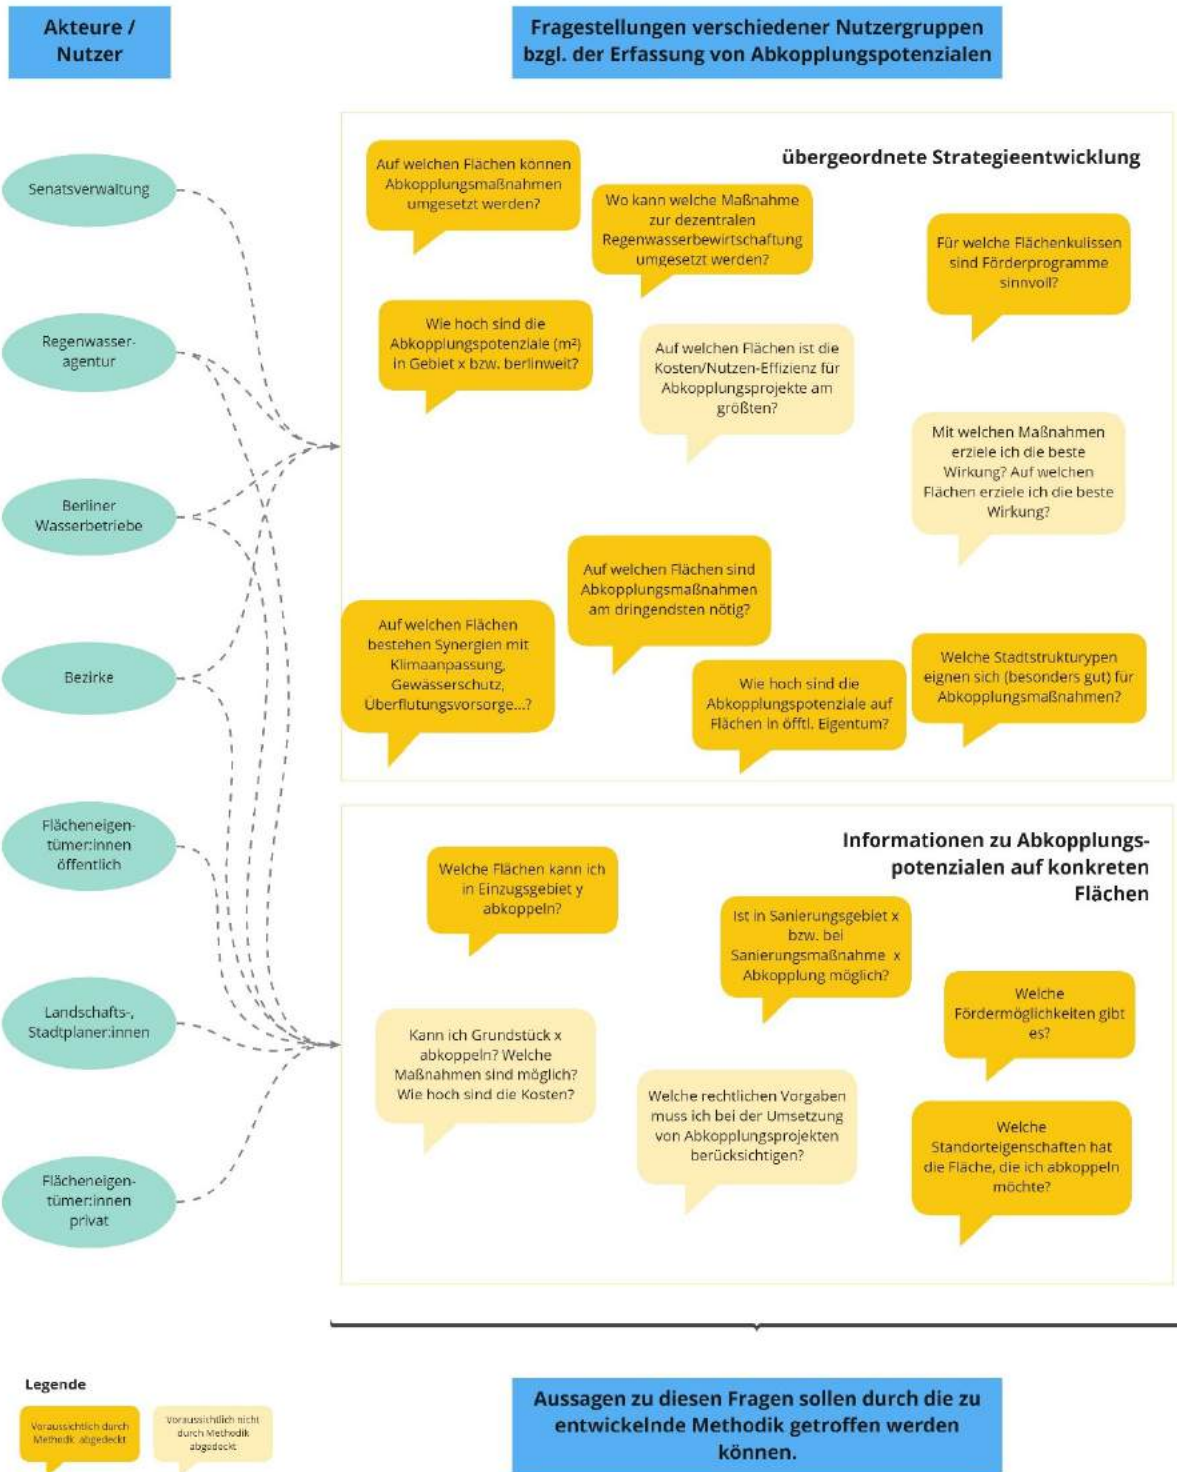 Akteure /
Nutzer
Fragestellungen verschiedener Nutzergruppen
bzgl. der Erfassung von Abkopplungspotenzialen
Senatsverwaltung
Regenwasser-
agentur
Berliner
Wasserbetriebe
Bezirke
Flächeneigen-
tümer:innen
öffentlich
Landschafts-,
Stadtplaner:innen
Flächeneigen-
tümer:innen
privat
übergeordnete Strategieentwicklung
Auf welchen Flächen können
Abkopplungsmaßnahmen
umgesetzt werden?
Wo kann welche Maßnahme
zur dezentralen
Regenwasserbewirtschaftung
umgesetzt werden?
Für welche Flächenkulissen
sind Förderprogramme
sinnvoll?
Wie hoch sind die
Abkopplungspotenziale (m²)
in Gebiet x bzw. berlinweit?
Auf welchen Flächen ist die
Kosten/Nutzen-Effizienz für
Abkopplungsprojekte am
größten?
Mit welchen Maßnahmen
erziele ich die beste
Wirkung? Auf welchen
Flächen erziele ich die beste
Wirkung?
Auf welchen Flächen sind
Abkopplungsmaßnahmen
am dringendsten nötig?
Auf welchen Flächen
bestehen Synergien mit
Klimaanpassung,
Gewässerschutz,
Überflutungsvorsorge...?
Wie hoch sind die
Abkopplungspotenziale auf
Flächen in öfftl. Eigentum?
Welche Stadtstrukturypen
eignen sich (besonders gut) für
Abkopplungsmaßnahmen?
Informationen zu Abkopplungs-
potenzialen auf konkreten
Flächen
Welche Flächen kann ich
in Einzugsgebiet y
abkoppeln?
Ist in Sanierungsgebiet x
bzw. bei
Sanierungsmaßnahme x
Abkopplung möglich?
Welche
Fördermöglichkeiten gibt
es?
Kann ich Grundstück x
abkoppeln? Welche
Maßnahmen sind möglich?
Wie hoch sind die Kosten?
Welche rechtlichen Vorgaben
muss ich bei der Umsetzung
von Abkopplungsprojekten
berücksichtigen?
Welche
Standorteigenschaften hat
die Fläche, die ich abkoppeln
möchte?
Legende
Voraussichtlich durch
Methodik abgedeckt
Voraussichtlich nicht
durch Methodik
abgedeckt
Aussagen zu diesen Fragen sollen durch die zu
entwickelnde Methodik getroffen werden
können.